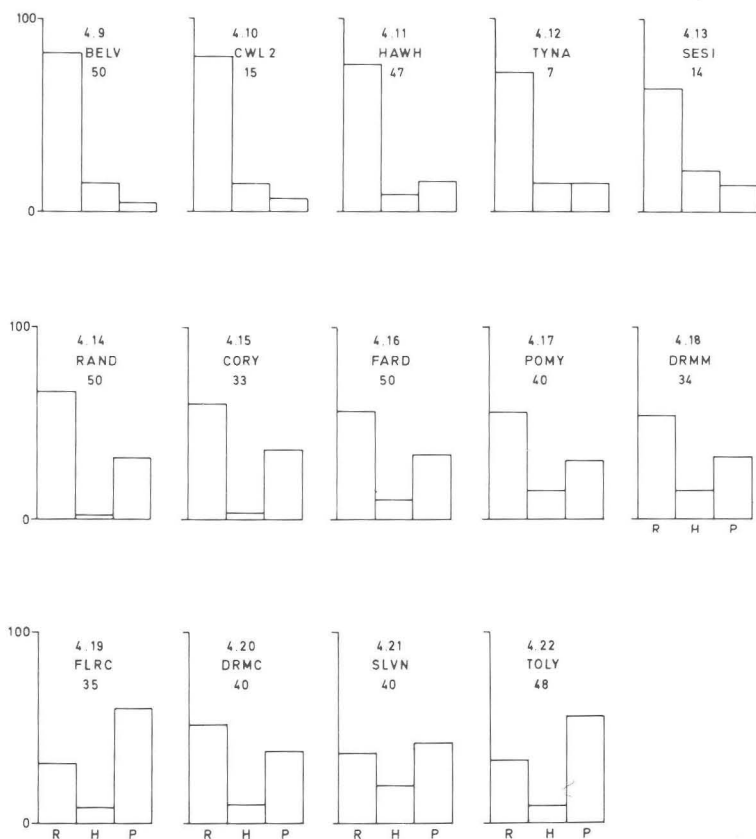 100
0
4.9
BELV
50
4.10
CWL2
15
4.11
HAWH
47
4.12
TYNA
7
4.13
SESI
14
100
0
4.14
RAND
50
4.15
CORY
33
4.16
FARD
50
4.17
POMY
40
4.18
DRMM
34
R H P
100
0
4.19
FLRC
35
R H P
4.20
DRMC
40
R H P
4.21
SLVN
40
R H P
4.22
TOLY
48
R H P